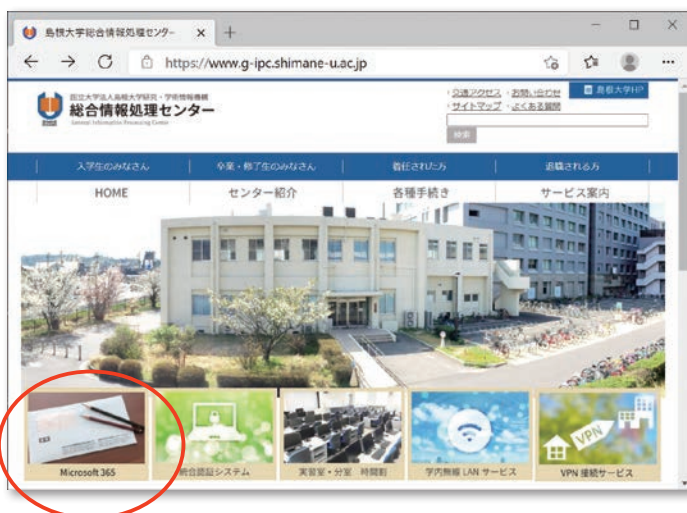 島根大学総合情報処理センター
https://www.g-ipc.shimane-u.ac.jp
国立大学法人島根大学研究・学術情報機構
総合情報処理センター
General Information Processing Center
交通アクセス お問い合わせ 島根大学HP
サイトマップ よくある質問
検索
入学生のみなさん 卒業・修了生のみなさん 着任された方 退職される方
HOME センター紹介 各種手続き サービス案内
VPN
Microsoft 365 統合認証システム 実習室・分室 時間割 学内無線 LAN サービス VPN 接続サービス